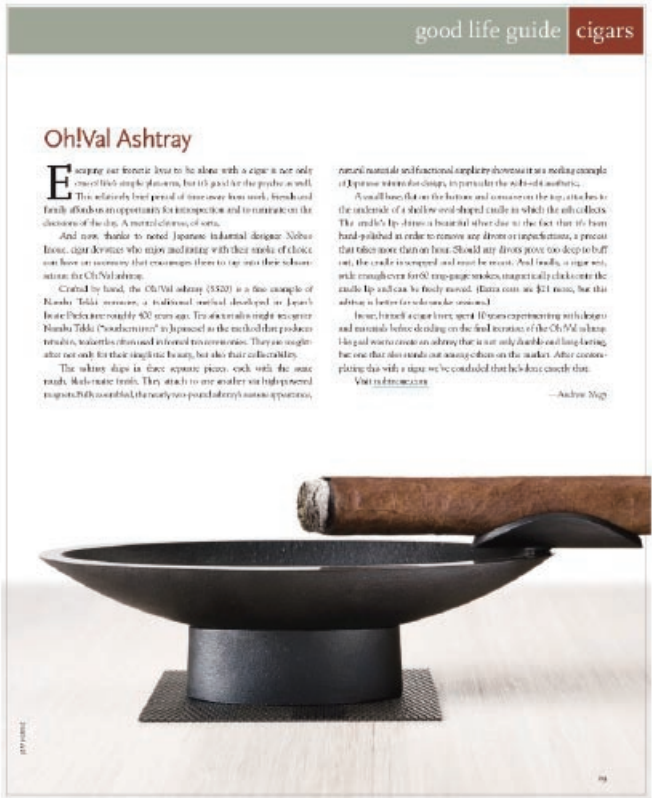 good life guide cigars
Oh!Val Ashtray
Escaping our frenetic lives to be alone with a cigar is not only
one of life's simple pleasures, but it's good for the psyche as well.
This relatively brief period of time away from work, friends and
family affords us an opportunity for introspection and to ruminate on the
decisions of the day. A mental cleanse, of sorts.
And now, thanks to noted Japanese industrial designer Nobuo
Inoue, cigar devotees who enjoy meditating with their smoke of choice
can have an accessory that encourages them to tap into their
the Oh!Val ashtray.
Crafted by hand, the Oh!Val ashtray ($320) is a fine example of
Nambu Tekki ironware, a traditional method developed in Japan's
Iwate Prefecture roughly 400 years ago. Tea aficionados might recognize
Nambu Tekki ("southern iron" in Japanese) as the method that produces
tetsubin, teakettles often used in formal tea ceremonies. They are sought-
after not only for their simplistic beauty, but also their collectability.
The ashtray ships in three separate pieces, each with the same
rough, black-matte finish. They attach to one another via high-powered
magnets. Fully assembled, the nearly two-pound ashtray's appearance,
natural materials and functional simplicity showcase it as a working example
of Japanese minimalist design, in particular the wabi-sabi aesthetic.
A small base, flat on the bottom and concave on the top, attaches to
the underside of a shallow oval-shaped cradle in which the ash collects.
The cradle's lip shines a beautiful silver due to the fact that it's been
hand-polished in order to remove any divots or imperfections, a process
that takes more than an hour. Should any divots prove too deep to buff
out, the cradle is scrapped and must be recast. And finally, a cigar rest,
wide enough even for 60 ring-gauge smokes, magnetically clicks onto the
cradle lip and can be freely moved. (Extra rests are $21 more, but this
ashtray is better for solo smoke sessions.)
Inoue, himself a cigar lover, spent 10 years experimenting with designs
and materials before deciding on the final iteration of the Oh!Val ashtray.
His goal was to create an ashtray that is not only durable and long-lasting,
but one that also stands out among others on the market. After contem-
plating this with a cigar, we've concluded that he's done exactly that.
Visit
—Andrew Nagy